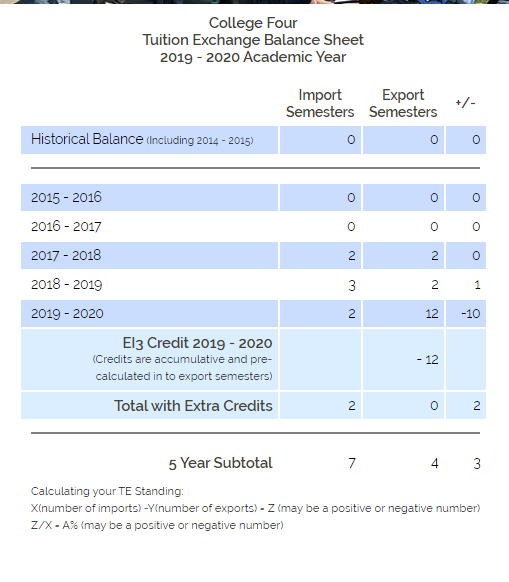 College Four
Tuition Exchange Balance Sheet
2019 - 2020 Academic Year
Import Semesters Export Semesters +/-
Historical Balance (Including 2014 - 2015) 0 0 0
2015 - 2016 0 0 0
2016 - 2017 0 0 0
2017 - 2018 2 2 0
2018 - 2019 3 2 1
2019 - 2020 2 12 -10
EI3 Credit 2019 - 2020
(Credits are accumulative and pre-
calculated in to export semesters) - 12
Total with Extra Credits 2 0 2
5 Year Subtotal 7 4 3
Calculating your TE Standing:
X(number of imports) -Y(number of exports) = Z (may be a positive or negative number)
Z/X = A% (may be a positive or negative number)